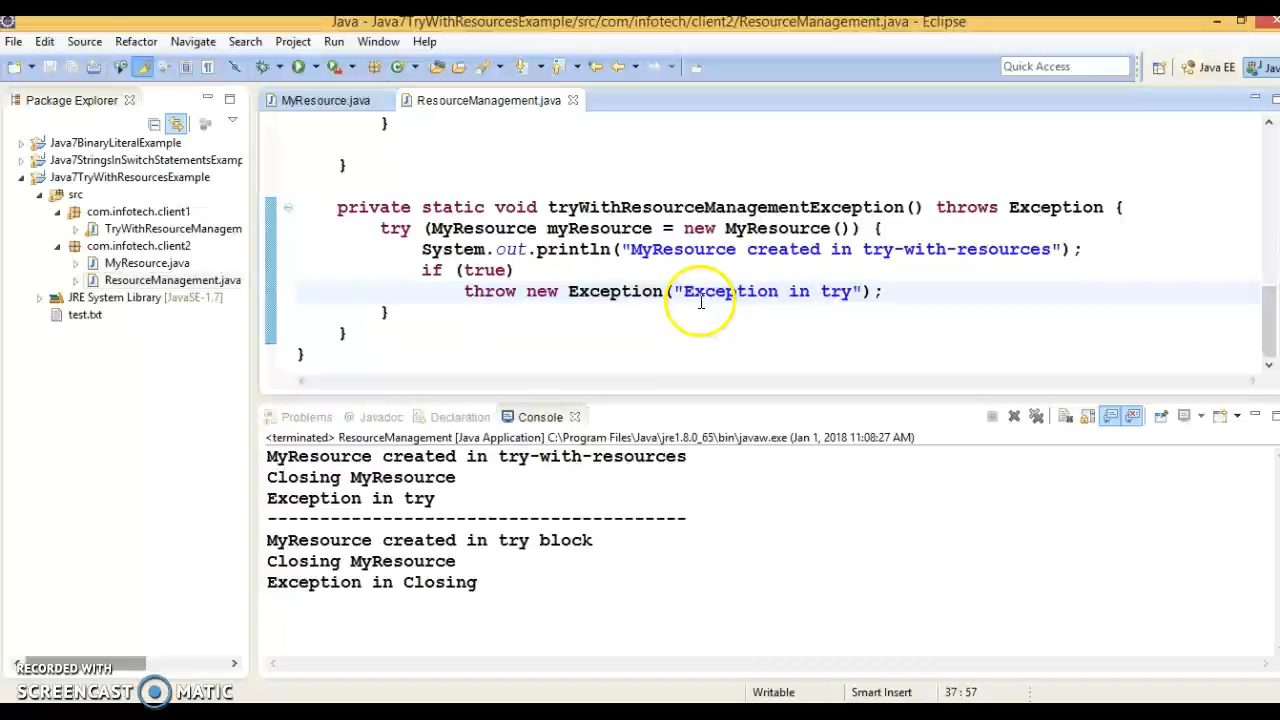 Java - Java7TryWithResourcesExample/src/com/infotech/client2/ResourceManagement.java - Eclipse
File Edit Source Refactor Navigate Search Project Run Window Help
Quick Access
Java EE
Jav
Package Explorer
MyResource.java
ResourceManagement.java
Java7BinaryLiteralExample
Java7StringsInSwitchStatementsExamp
Java7TryWithResourcesExample
src
com.infotech.client1
TryWithResourceManagem
com.infotech.client2
MyResource.java
ResourceManagement.java
JRE System Library [JavaSE-1.7]
test.txt
}
}
private static void tryWithResourceManagementException() throws Exception {
try (MyResource myResource = new MyResource()) {
System.out.println("MyResource created in try-with-resources");
if (true)
throw new Exception("Exception in try");
}
}
}
Problems @ Javadoc Declaration Console
<terminated> ResourceManagement [Java Application] C:\Program Files\Java\jre1.8.0_65\bin\javaw.exe (Jan 1, 2018 11:08:27 AM)
MyResource created in try-with-resources
Closing MyResource
Exception in try
----------------------------------------
MyResource created in try block
Closing MyResource
Exception in Closing
RECORDED WITH
SCREENCAST MATIC
Writable
Smart Insert
37 : 57